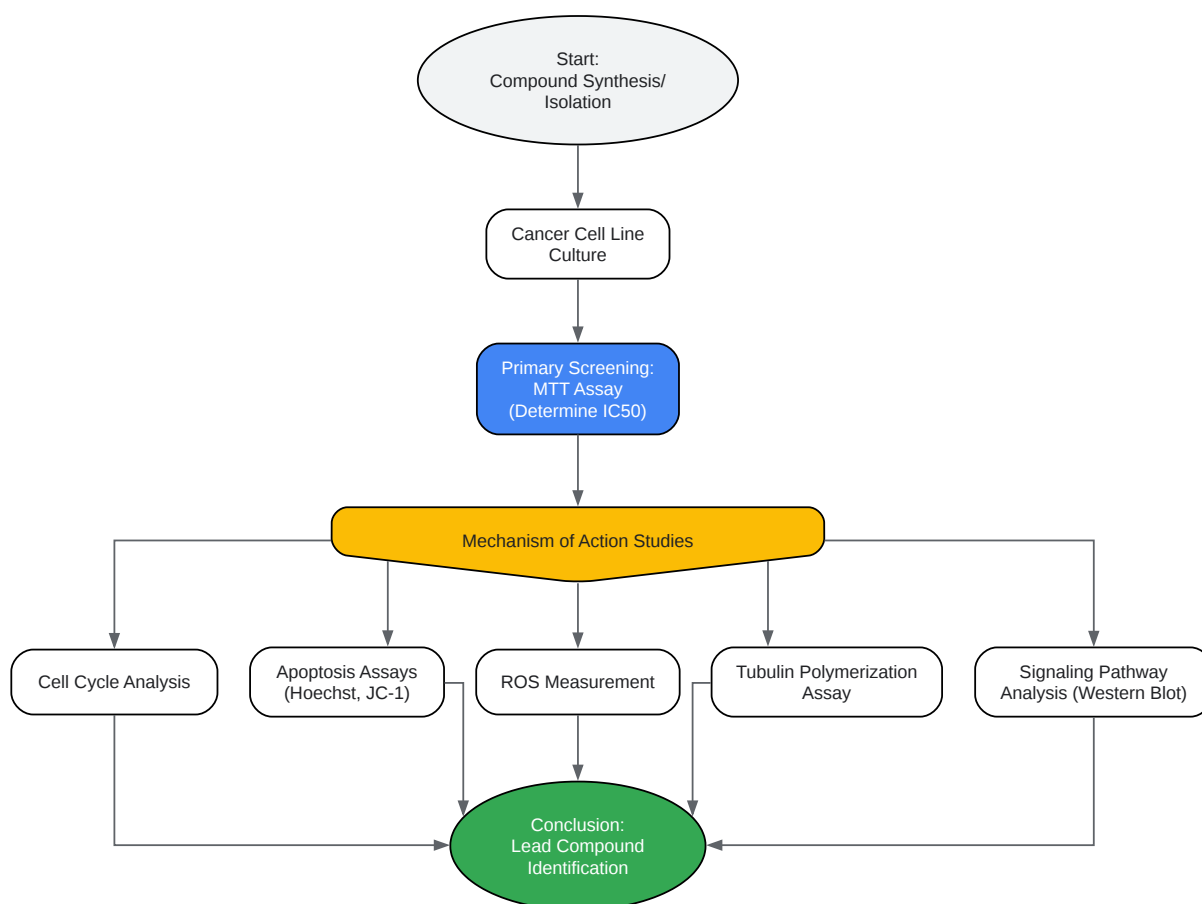 Start:
Compound Synthesis/
Isolation
Cancer Cell Line
Culture
Primary Screening:
MTT Assay
(Determine IC50)
Mechanism of Action Studies
Cell Cycle Analysis
Apoptosis Assays
(Hoechst, JC-1)
ROS Measurement
Tubulin Polymerization
Assay
Signaling Pathway
Analysis (Western Blot)
Conclusion:
Lead Compound
Identification